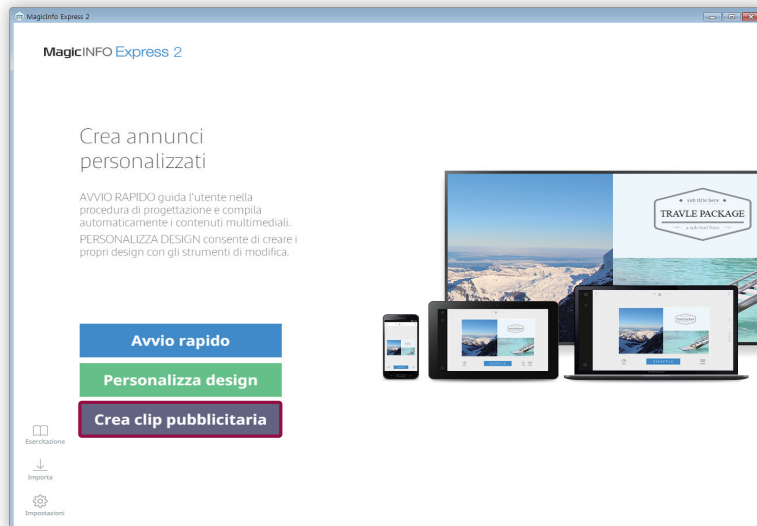 MagicInfo Express 2
MagicINFO Express 2
Crea annunci
personalizzati
AVVIO RAPIDO guida l'utente nella
procedura di progettazione e compila
automaticamente i contenuti multimediali.
PERSONALIZZA DESIGN consente di creare i
propri design con gli strumenti di modifica.
Avvio rapido
Personalizza design
Crea clip pubblicitaria
Esercitazione
Importa
Impostazioni
sub title here
TRAVLE PACKAGE
a sub text here